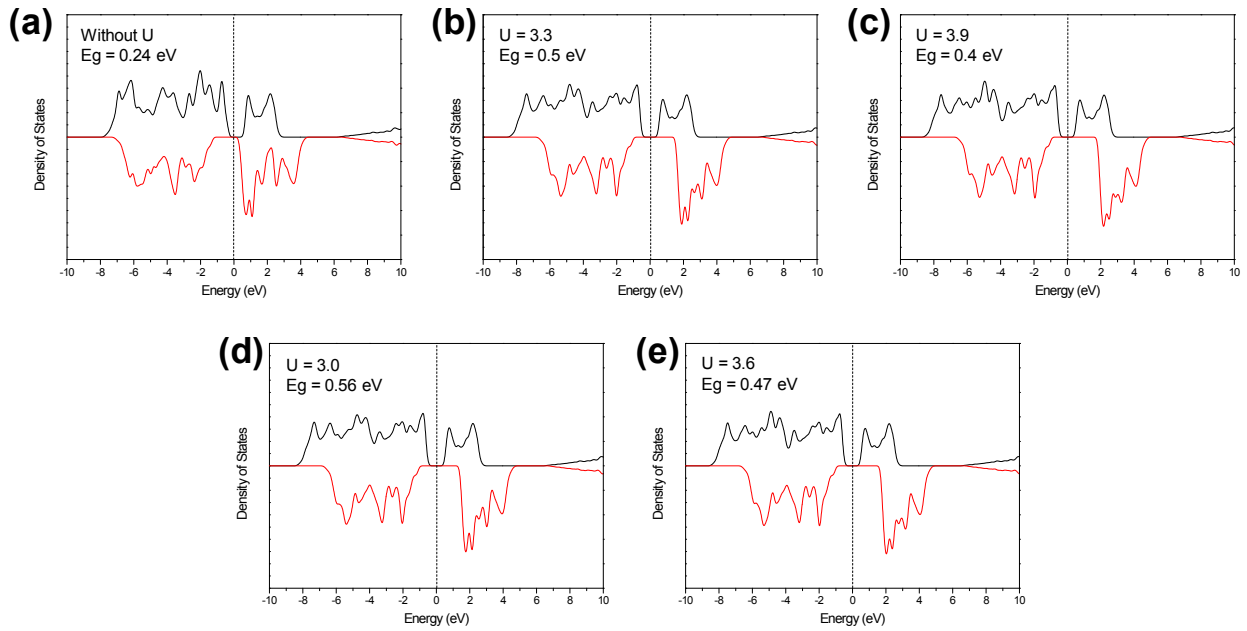 (a)
Without U
Eg = 0.24 eV
Density of States
-10 -8 -6 -4 -2 0 2 4 6 8 10
Energy (eV)
(b)
U = 3.3
Eg = 0.5 eV
Density of States
-10 -8 -6 -4 -2 0 2 4 6 8 10
Energy (eV)
(c)
U = 3.9
Eg = 0.4 eV
Density of States
-10 -8 -6 -4 -2 0 2 4 6 8 10
Energy (eV)
(d)
U = 3.0
Eg = 0.56 eV
Density of States
-10 -8 -6 -4 -2 0 2 4 6 8 10
Energy (eV)
(e)
U = 3.6
Eg = 0.47 eV
Density of States
-10 -8 -6 -4 -2 0 2 4 6 8 10
Energy (eV)